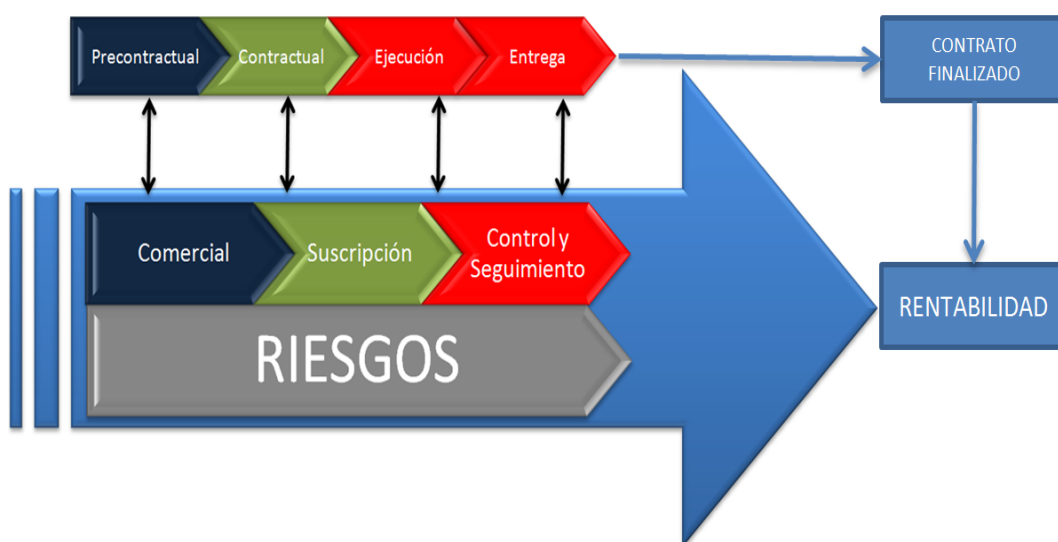 Precontractual
Contractual
Ejecución
Entrega
CONTRATO
FINALIZADO
Comercial
Suscripción
Control y
Seguimiento
RENTABILIDAD
RIESGOS